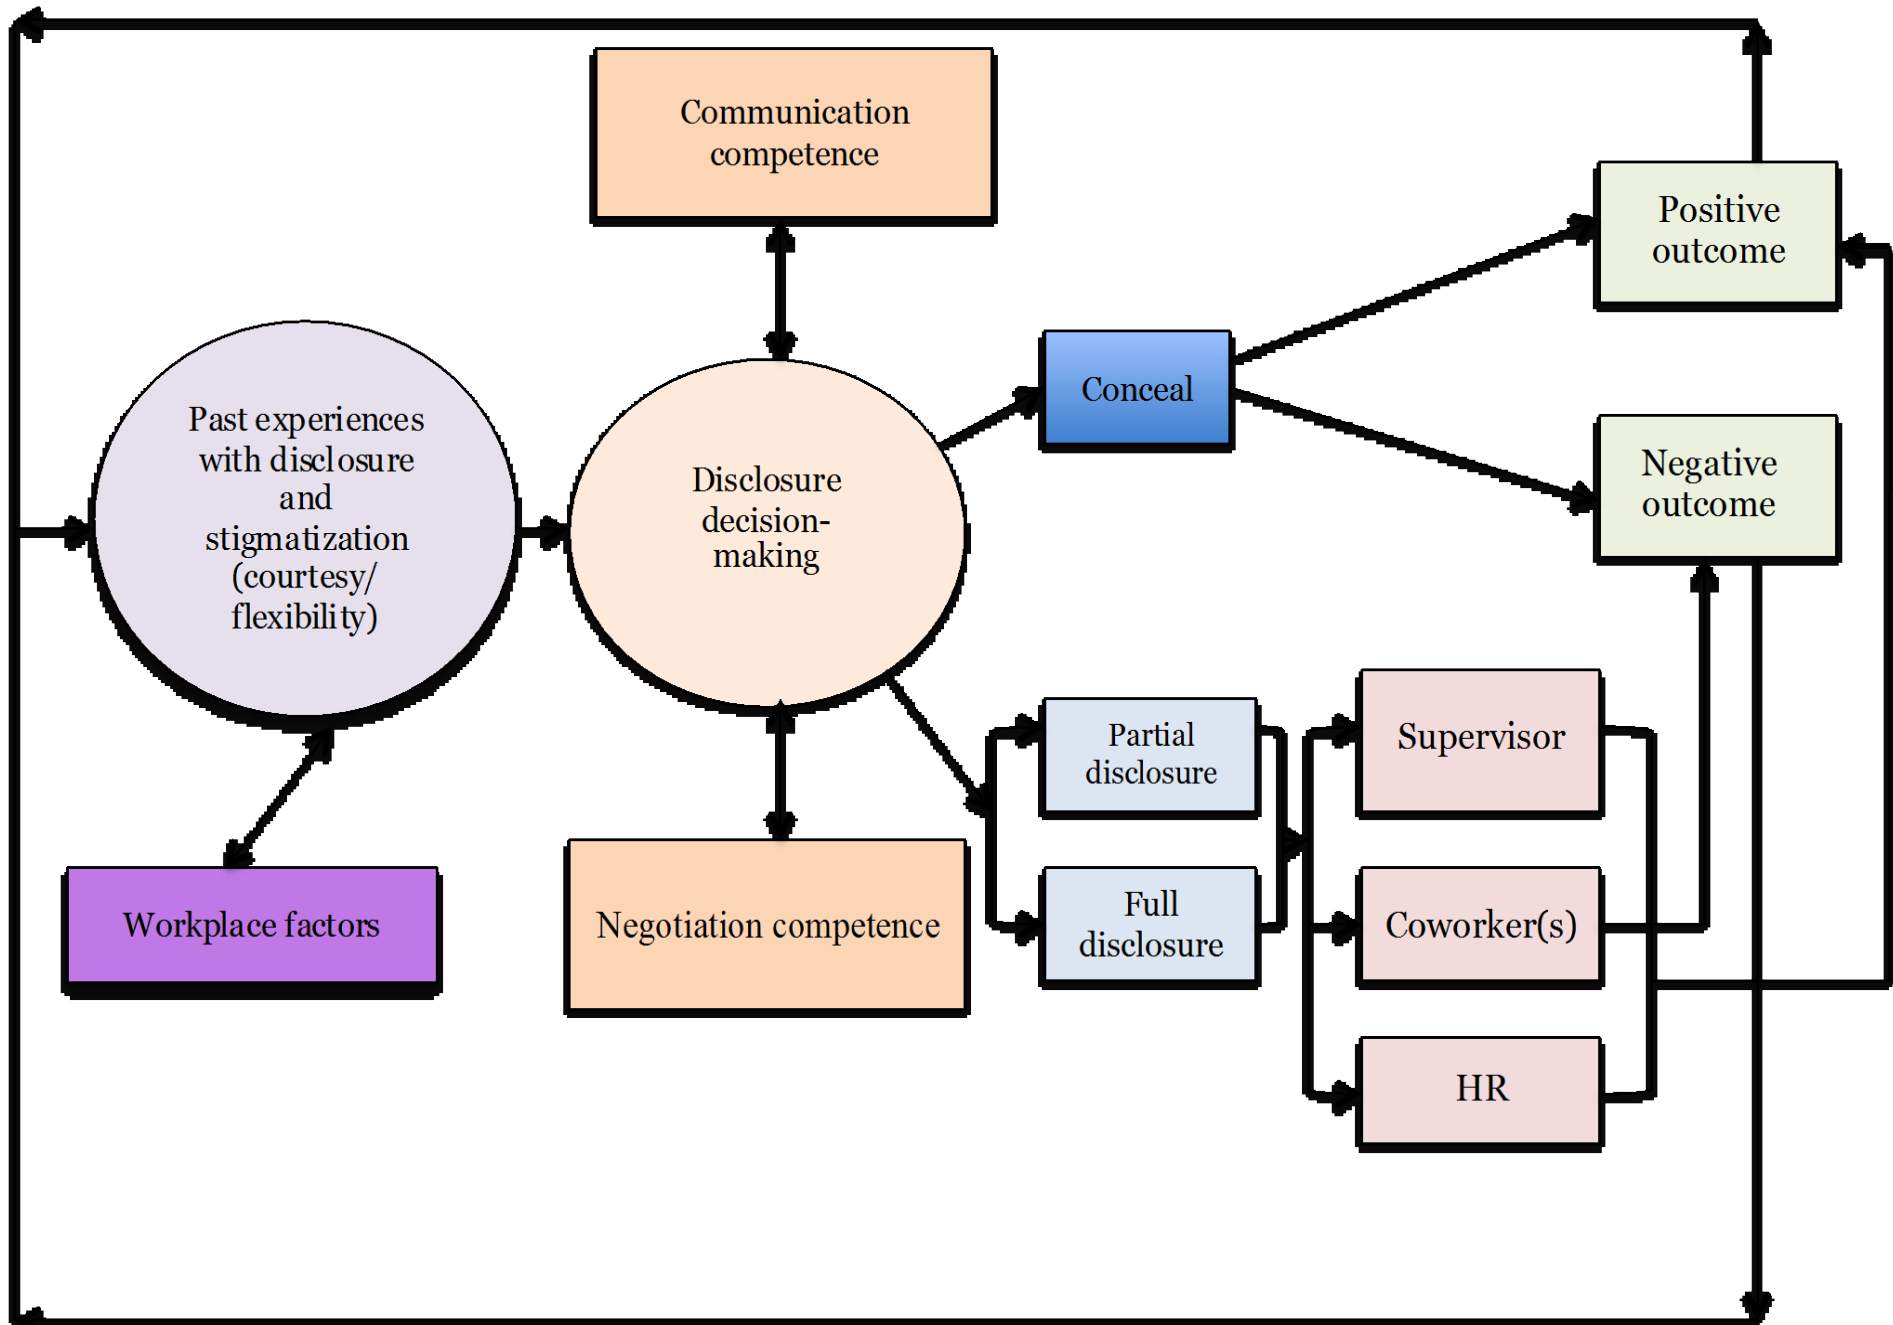 Communication
competence
Positive
outcome
Past experiences
with disclosure
and
stigmatization
(courtesy/
flexibility)
Disclosure
decision-
making
Conceal
Negative
outcome
Partial
disclosure
Supervisor
Workplace factors
Negotiation competence
Full
disclosure
Coworker(s)
HR